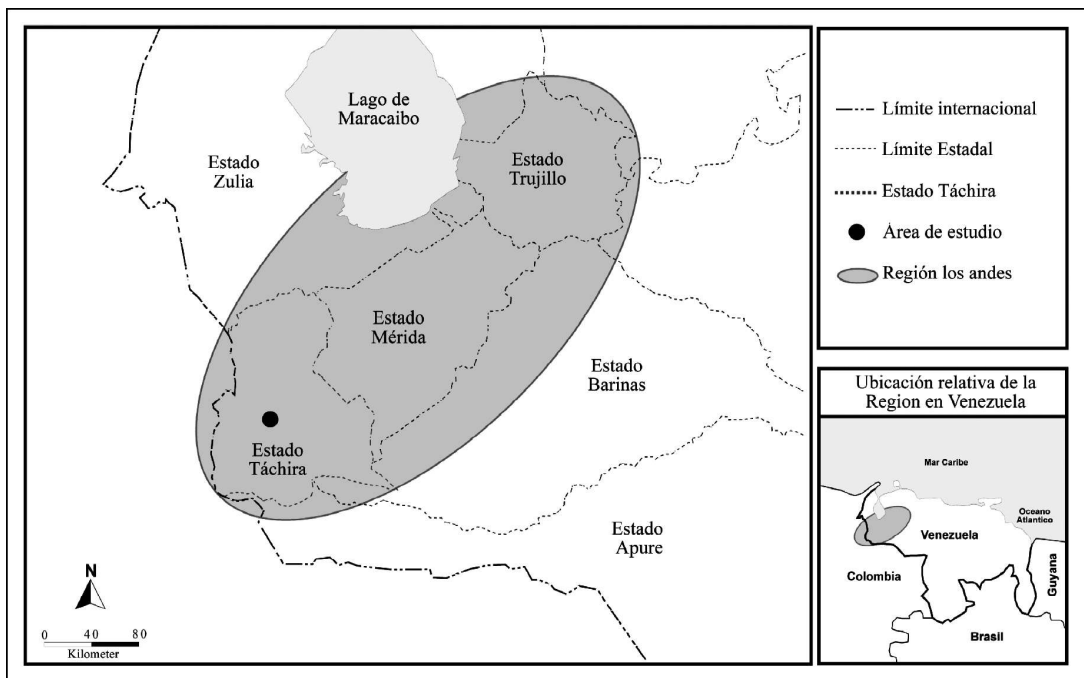 Lago de
Maracaibo
Estado
Zulia
Estado
Trujillo
Estado
Mérida
Estado
Barinas
Estado
Táchira
Estado
Apure
N
0 40 80
Kilometer
Límite internacional
Límite Estadal
Estado Táchira
Área de estudio
Región los andes
Ubicación relativa de la
Region en Venezuela
Mar Caribe
Oceano
Atlantico
Venezuela
Colombia
Guyana
Brasil